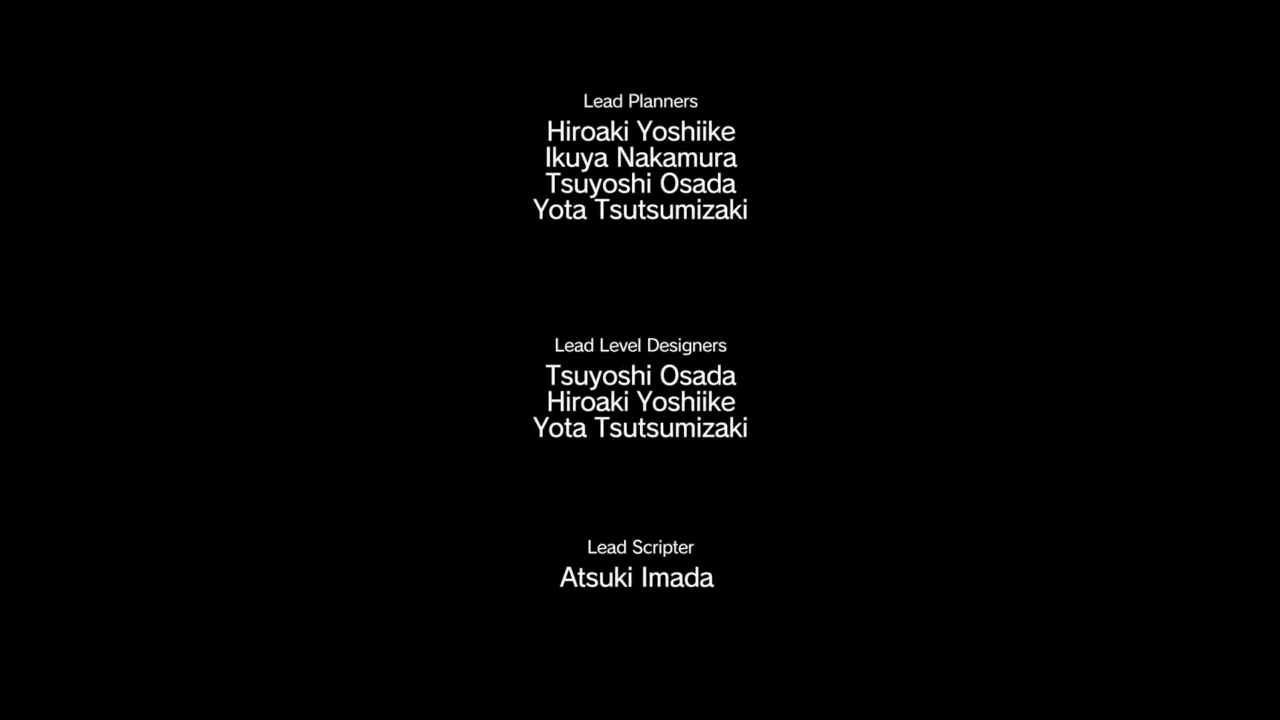 Lead Planners
Hiroaki Yoshiike
Ikuya Nakamura
Tsuyoshi Osada
Yota Tsutsumizaki
Lead Level Designers
Tsuyoshi Osada
Hiroaki Yoshiike
Yota Tsutsumizaki
Lead Scripter
Atsuki Imada